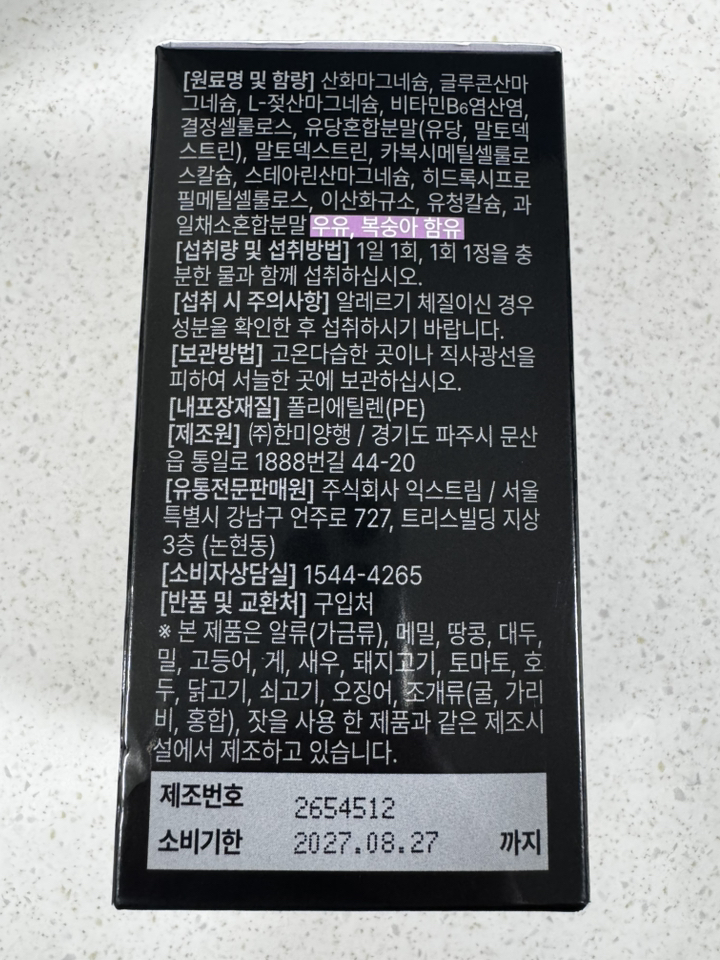 [원료명 및 함량] 산화마그네슘, 글루콘산마
그네슘, L-젖산마그네슘, 비타민B₆염산염,
결정셀룰로스, 유당혼합분말(유당, 말토덱
스트린), 말토덱스트린, 카복시메틸셀룰로
스칼슘, 스테아린산마그네슘, 히드록시프로
필메틸셀룰로스, 이산화규소, 유청칼슘, 과
일채소혼합분말 우유, 복숭아 함유
[섭취량 및 섭취방법] 1일 1회, 1회 1정을 충
분한 물과 함께 섭취하십시오.
[섭취 시 주의사항] 알레르기 체질이신 경우
성분을 확인한 후 섭취하시기 바랍니다.
[보관방법] 고온다습한 곳이나 직사광선을
피하여 서늘한 곳에 보관하십시오.
[내포장재질] 폴리에틸렌(PE)
[제조원] ㈜한미양행 / 경기도 파주시 문산
읍 통일로 1888번길 44-20
[유통전문판매원] 주식회사 익스트림 / 서울
특별시 강남구 언주로 727, 트리스빌딩 지상
3층 (논현동)
[소비자상담실] 1544-4265
[반품 및 교환처] 구입처
※ 본 제품은 알류(가금류), 메밀, 땅콩, 대두,
밀, 고등어, 게, 새우, 돼지고기, 토마토, 호
두, 닭고기, 쇠고기, 오징어, 조개류(굴, 가리
비, 홍합), 잣을 사용 한 제품과 같은 제조시
설에서 제조하고 있습니다.
제조번호 2654512
소비기한 2027.08.27 까지